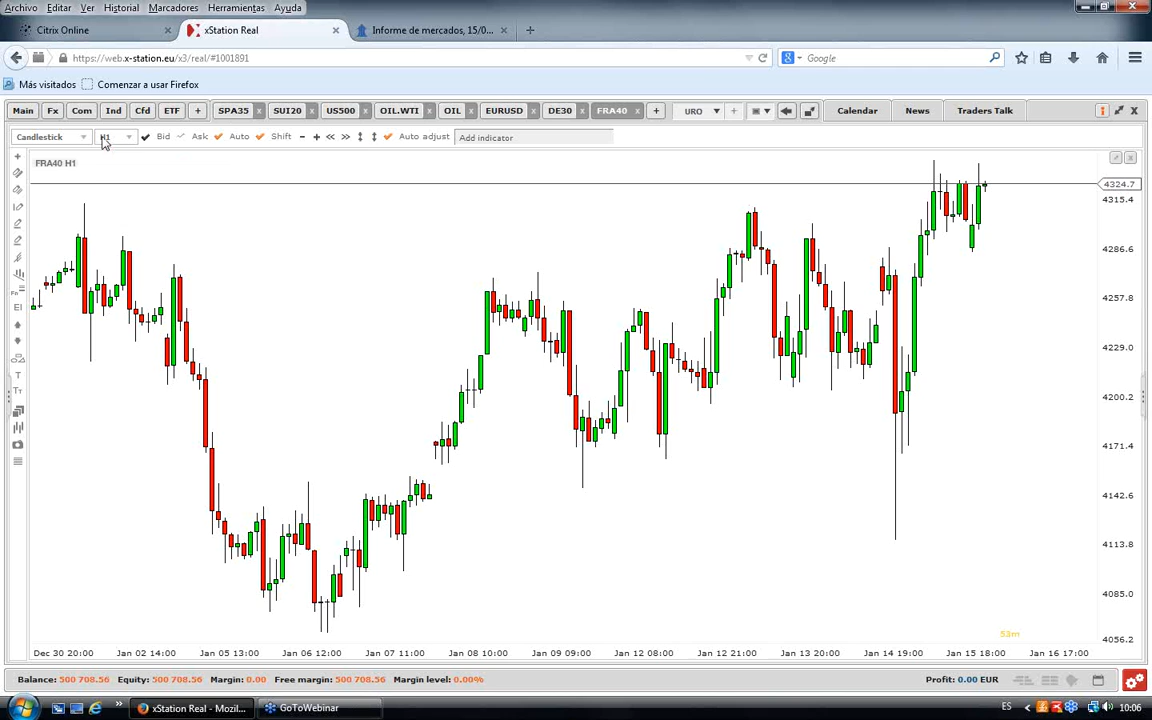 Archivo Editar Ver Historial Marcadores Herramientas Ayuda
Citrix Online × xStation Real × Informe de mercados, 15/0... × +
https://web.x-station.eu/x3/real/#1001891 Google
Más visitados Comenzar a usar Firefox
Main Fx Com Ind Cfd ETF + SPA35 × SUI20 × US500 × OIL.WTI × OIL × EURUSD × DE30 × FRA40 × + URO Calendar News Traders Talk
Candlestick H1 Bid Ask Auto Shift - + << >> Auto adjust Add indicator
FRA40 H1
4324.7
4315.4
4286.6
4257.8
4229.0
4200.2
4171.4
4142.6
4113.8
4085.0
4056.2
Fn
EI
T
TT
53m
Dec 30 20:00 Jan 02 14:00 Jan 05 13:00 Jan 06 12:00 Jan 07 11:00 Jan 08 10:00 Jan 09 09:00 Jan 12 08:00 Jan 12 21:00 Jan 13 20:00 Jan 14 19:00 Jan 15 18:00 Jan 16 17:00
Balance: 500 708.56 Equity: 500 708.56 Margin: 0.00 Free margin: 500 708.56 Margin level: 0.00% Profit: 0.00 EUR
xStation Real - Mozil... GoToWebinar ES 10:06